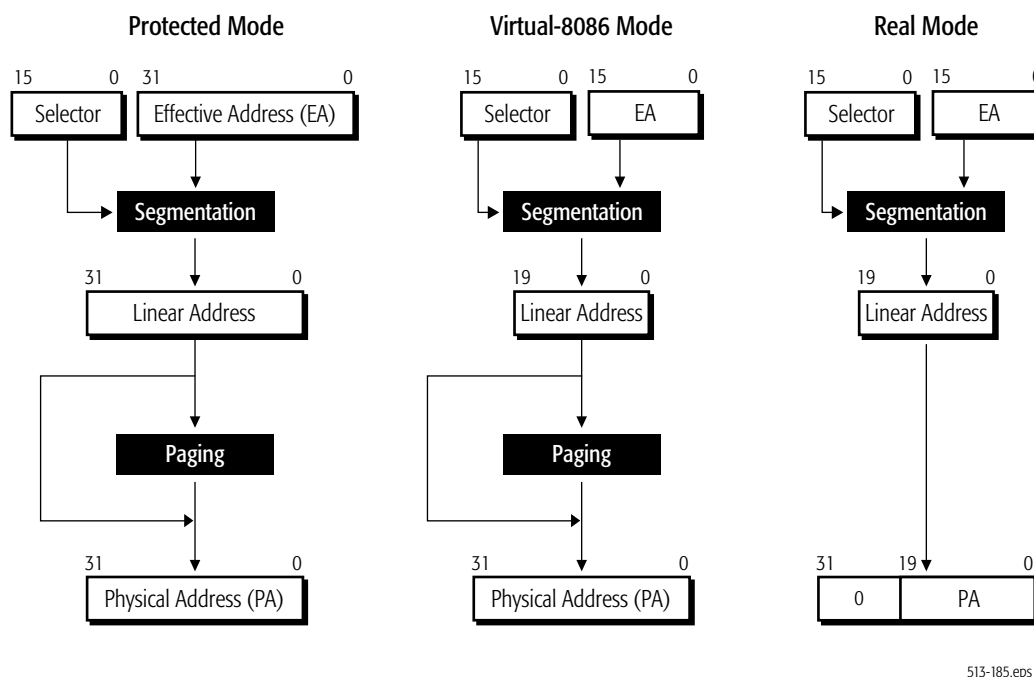 Protected Mode Virtual-8086 Mode Real Mode
15 0 31 0 15 0 15 0 15 0 15
Selector Effective Address (EA) Selector EA Selector EA
Segmentation Segmentation Segmentation
31 0 19 0 19 0
Linear Address Linear Address Linear Address
Paging Paging
31 0 31 0 31 19 0
Physical Address (PA) Physical Address (PA) 0 PA
513-185.eps